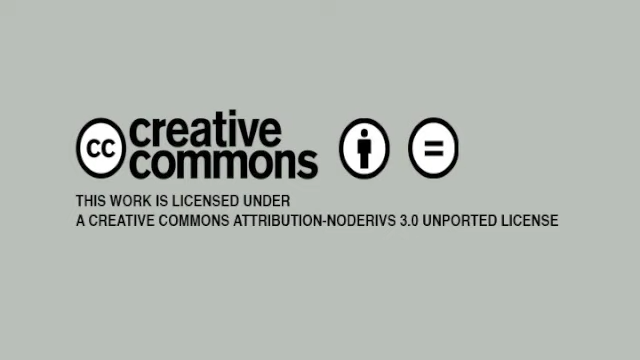 cc creative
commons
=
THIS WORK IS LICENSED UNDER
A CREATIVE COMMONS ATTRIBUTION-NODERIVS 3.0 UNPORTED LICENSE